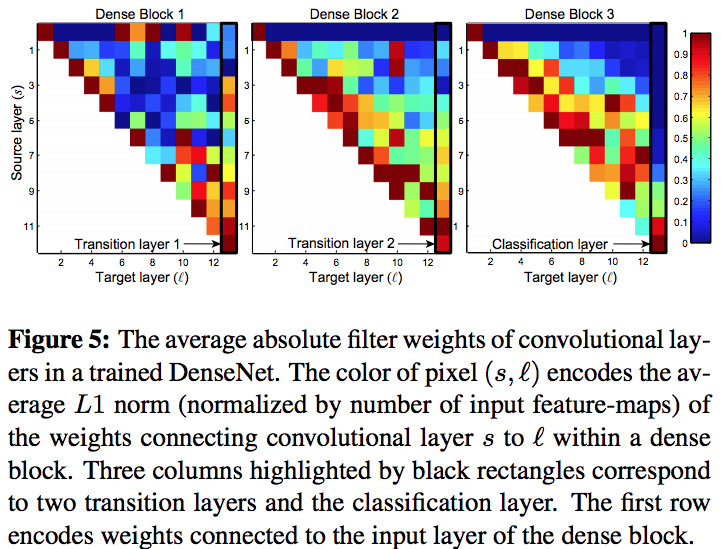 Dense Block 1
Dense Block 2
Dense Block 3
Source layer (s)
1
3
5
7
9
11
Transition layer 1
2 4 6 8 10 12
Target layer (ℓ)
1
3
5
7
9
11
Transition layer 2
2 4 6 8 10 12
Target layer (ℓ)
1
3
5
7
9
1
Classification layer
2 4 6 8 10 12
Target layer (ℓ)
1
0.9
0.8
0.7
0.6
0.5
0.4
0.3
0.2
0.1
0
Figure 5: The average absolute filter weights of convolutional lay-
ers in a trained DenseNet. The color of pixel (s, ℓ) encodes the av-
erage L1 norm (normalized by number of input feature-maps) of
the weights connecting convolutional layer s to ℓ within a dense
block. Three columns highlighted by black rectangles correspond
to two transition layers and the classification layer. The first row
encodes weights connected to the input layer of the dense block.